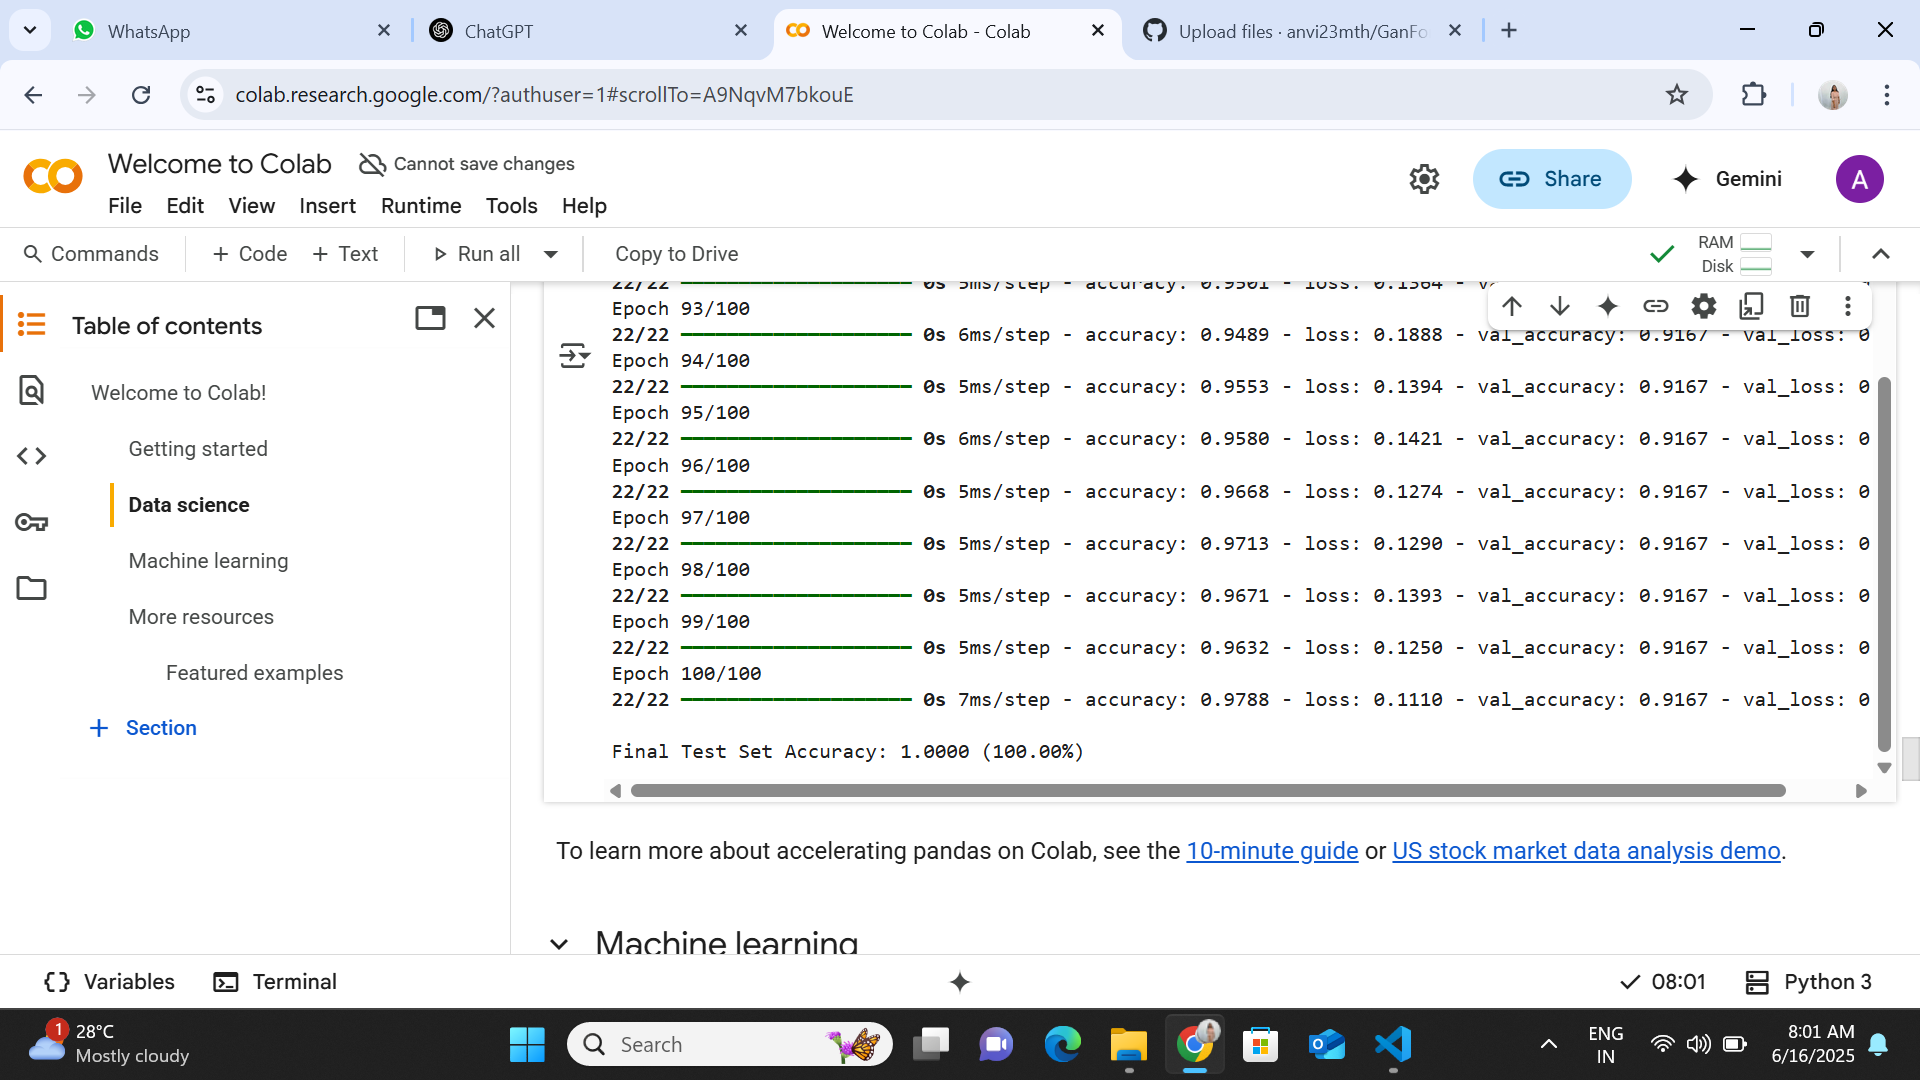 WhatsApp
ChatGPT
Welcome to Colab - Colab
Upload files · anvi23mth/GanFo
colab.research.google.com/?authuser=1#scrollTo=A9NqvM7bkouE
Welcome to Colab
Cannot save changes
File Edit View Insert Runtime Tools Help
Share
Gemini
A
Commands + Code + Text Run all Copy to Drive
RAM
Disk
Table of contents
Welcome to Colab!
Getting started
Data science
Machine learning
More resources
Featured examples
+ Section
22/22 0s 5ms/step - accuracy: 0.9501 - loss: 0.1364 -
Epoch 93/100
22/22 0s 6ms/step - accuracy: 0.9489 - loss: 0.1888 - val_accuracy: 0.9167 - val_loss: 0
Epoch 94/100
22/22 0s 5ms/step - accuracy: 0.9553 - loss: 0.1394 - val_accuracy: 0.9167 - val_loss: 0
Epoch 95/100
22/22 0s 6ms/step - accuracy: 0.9580 - loss: 0.1421 - val_accuracy: 0.9167 - val_loss: 0
Epoch 96/100
22/22 0s 5ms/step - accuracy: 0.9668 - loss: 0.1274 - val_accuracy: 0.9167 - val_loss: 0
Epoch 97/100
22/22 0s 5ms/step - accuracy: 0.9713 - loss: 0.1290 - val_accuracy: 0.9167 - val_loss: 0
Epoch 98/100
22/22 0s 5ms/step - accuracy: 0.9671 - loss: 0.1393 - val_accuracy: 0.9167 - val_loss: 0
Epoch 99/100
22/22 0s 5ms/step - accuracy: 0.9632 - loss: 0.1250 - val_accuracy: 0.9167 - val_loss: 0
Epoch 100/100
22/22 0s 7ms/step - accuracy: 0.9788 - loss: 0.1110 - val_accuracy: 0.9167 - val_loss: 0
Final Test Set Accuracy: 1.0000 (100.00%)
To learn more about accelerating pandas on Colab, see the 10-minute guide or US stock market data analysis demo.
Machine learning
Variables
Terminal
08:01
Python 3
1
28°C
Mostly cloudy
Search
ENG
IN
8:01 AM
6/16/2025